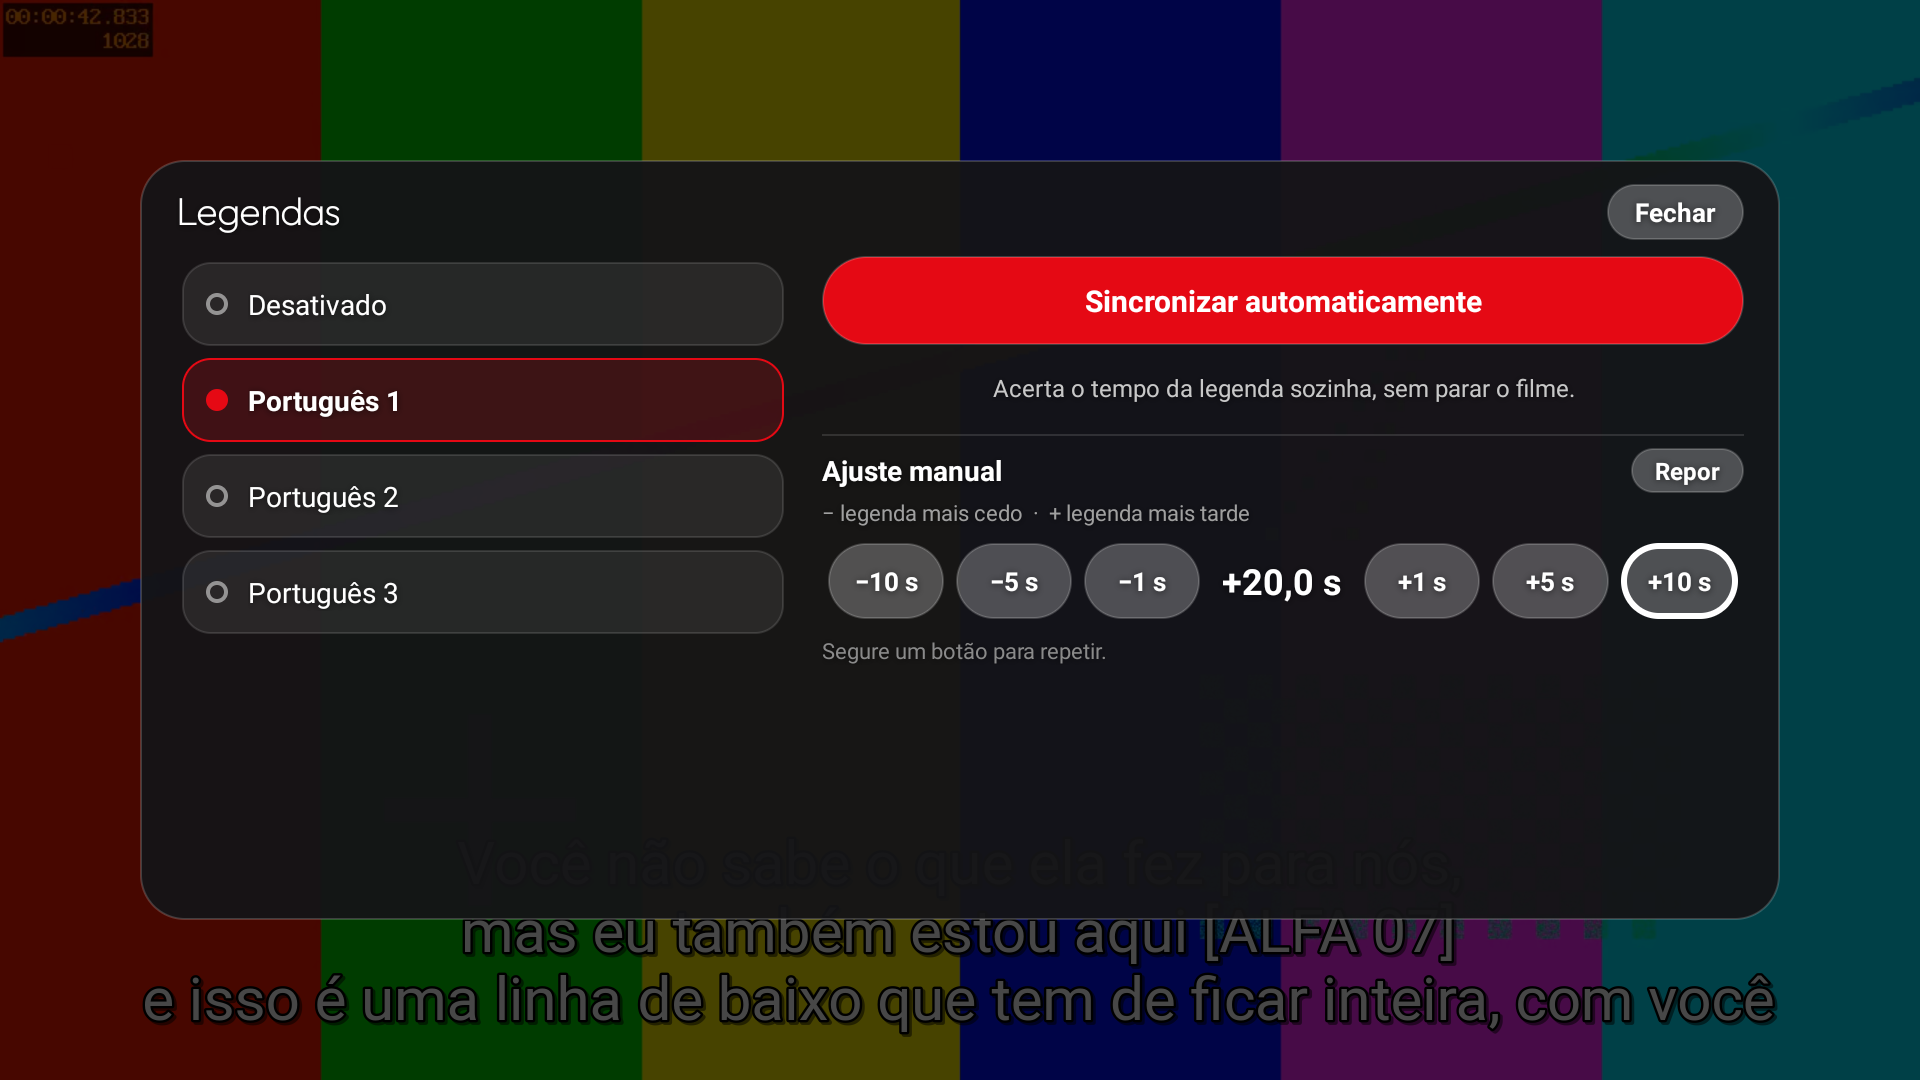 00:00:42.833
1028
Legendas
Fechar
Desativado
Português 1
Português 2
Português 3
Sincronizar automaticamente
Acerta o tempo da legenda sozinha, sem parar o filme.
Ajuste manual
Repor
− legenda mais cedo · + legenda mais tarde
−10 s −5 s −1 s +20,0 s +1 s +5 s +10 s
Segure um botão para repetir.
Você não sabe o que ela fez para nós,
mas eu também estou aqui [ALFA 07]
e isso é uma linha de baixo que tem de ficar inteira, com você